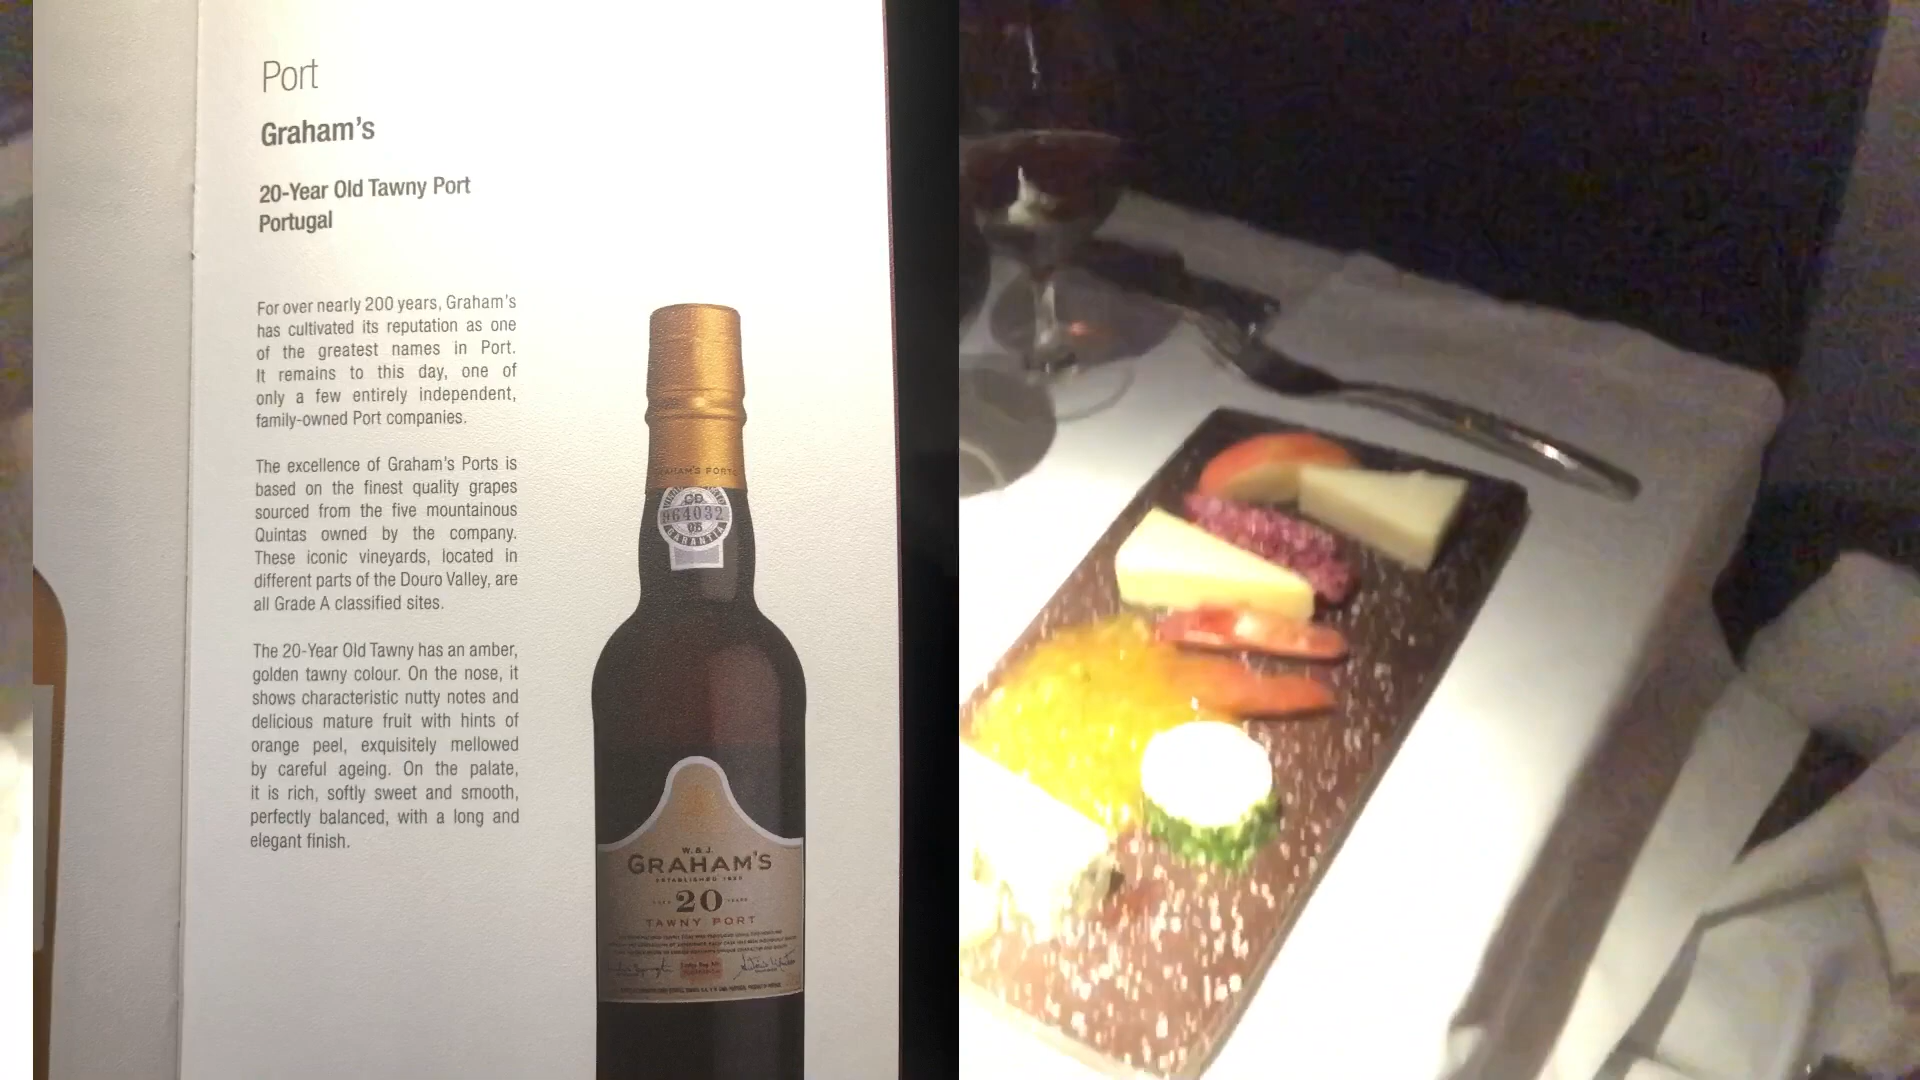 Port
Graham's
20-Year Old Tawny Port
Portugal
For over nearly 200 years, Graham's
has cultivated its reputation as one
of the greatest names in Port.
It remains to this day, one of
only a few entirely independent,
family-owned Port companies.
The excellence of Graham's Ports is
based on the finest quality grapes
sourced from the five mountainous
Quintas owned by the company.
These iconic vineyards, located in
different parts of the Douro Valley, are
all Grade A classified sites.
The 20-Year Old Tawny has an amber,
golden tawny colour. On the nose, it
shows characteristic nutty notes and
delicious mature fruit with hints of
orange peel, exquisitely mellowed
by careful ageing. On the palate,
it is rich, softly sweet and smooth,
perfectly balanced, with a long and
elegant finish.
GRAHAM'S PORT
964032
GARANTIA
W. & J.
GRAHAM'S
20
TAWNY PORT